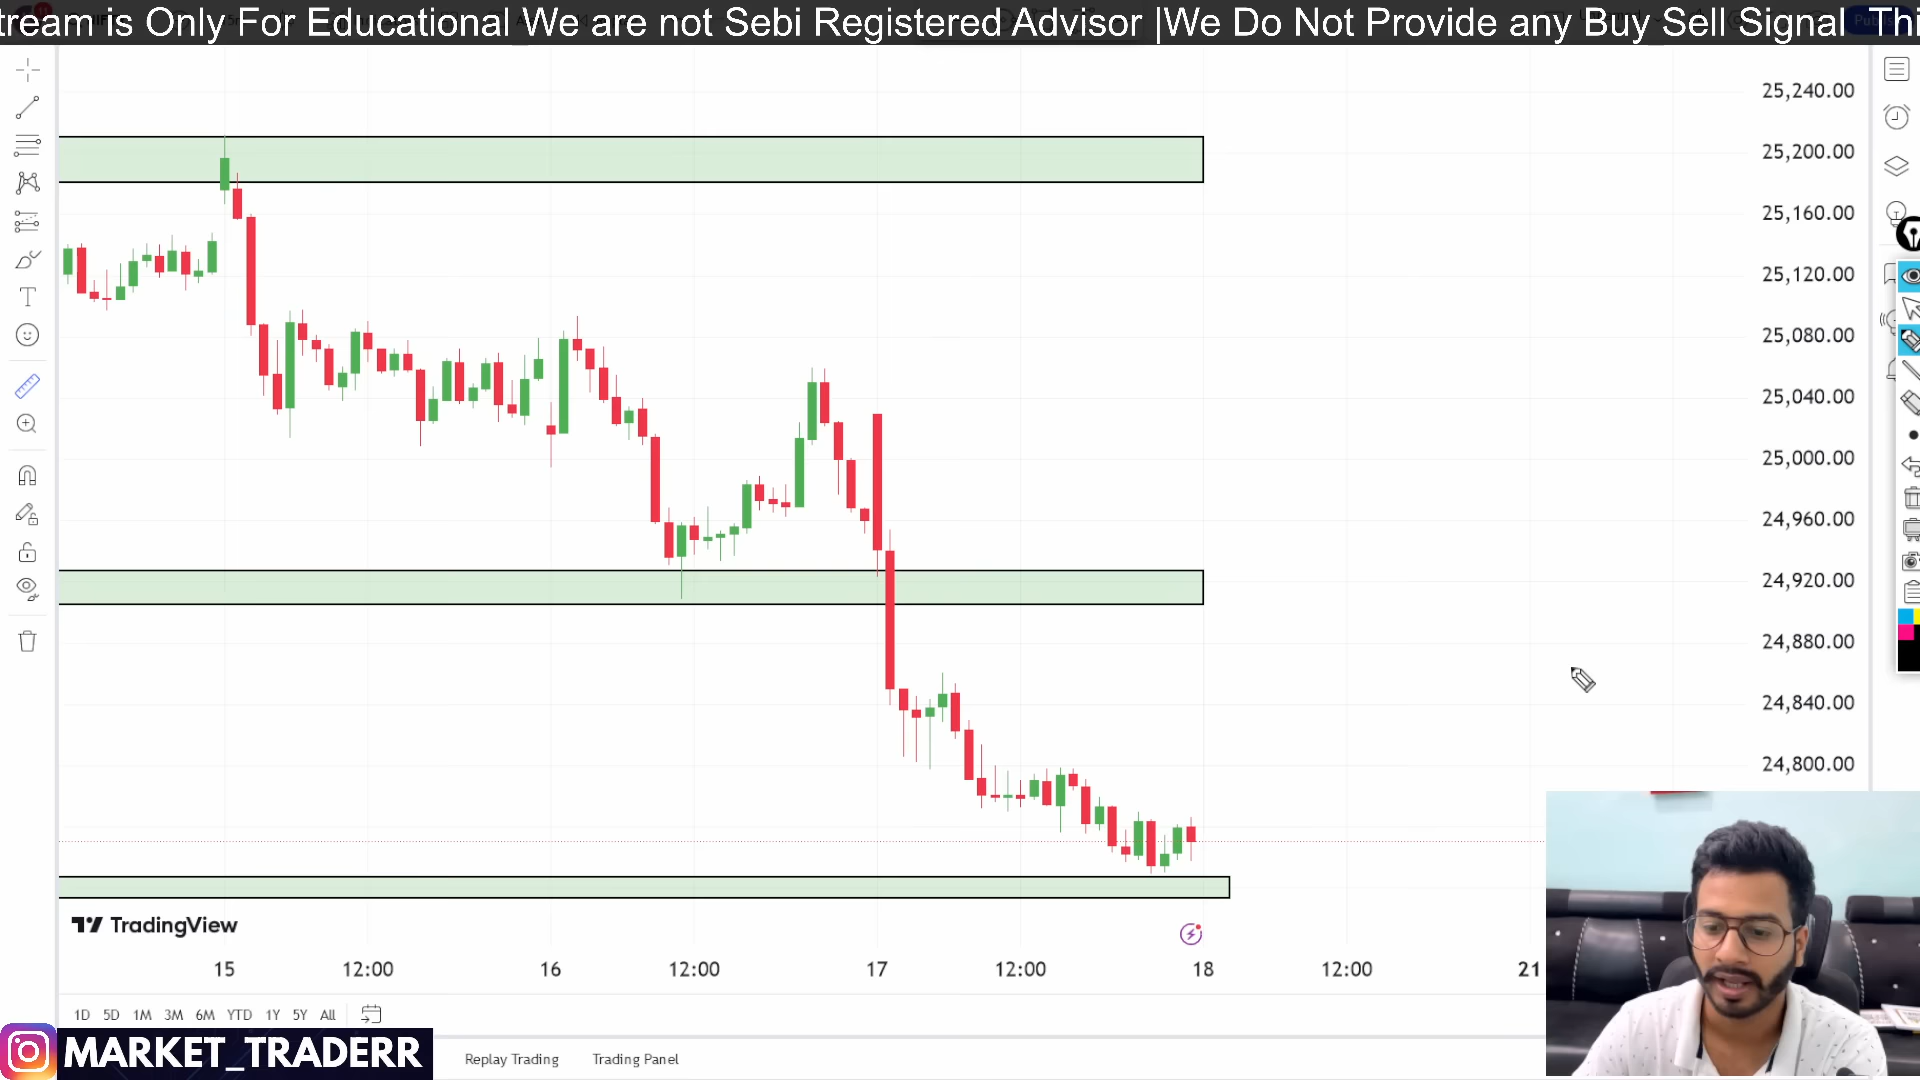 tream is Only For Educational We are not Sebi Registered Advisor |We Do Not Provide any Buy Sell Signal Thi
25,240.00
25,200.00
25,160.00
25,120.00
25,080.00
25,040.00
25,000.00
24,960.00
24,920.00
24,880.00
24,840.00
24,800.00
TradingView
15 12:00 16 12:00 17 12:00 18 12:00 21
1D 5D 1M 3M 6M YTD 1Y 5Y All
MARKET_TRADERR
Replay Trading Trading Panel